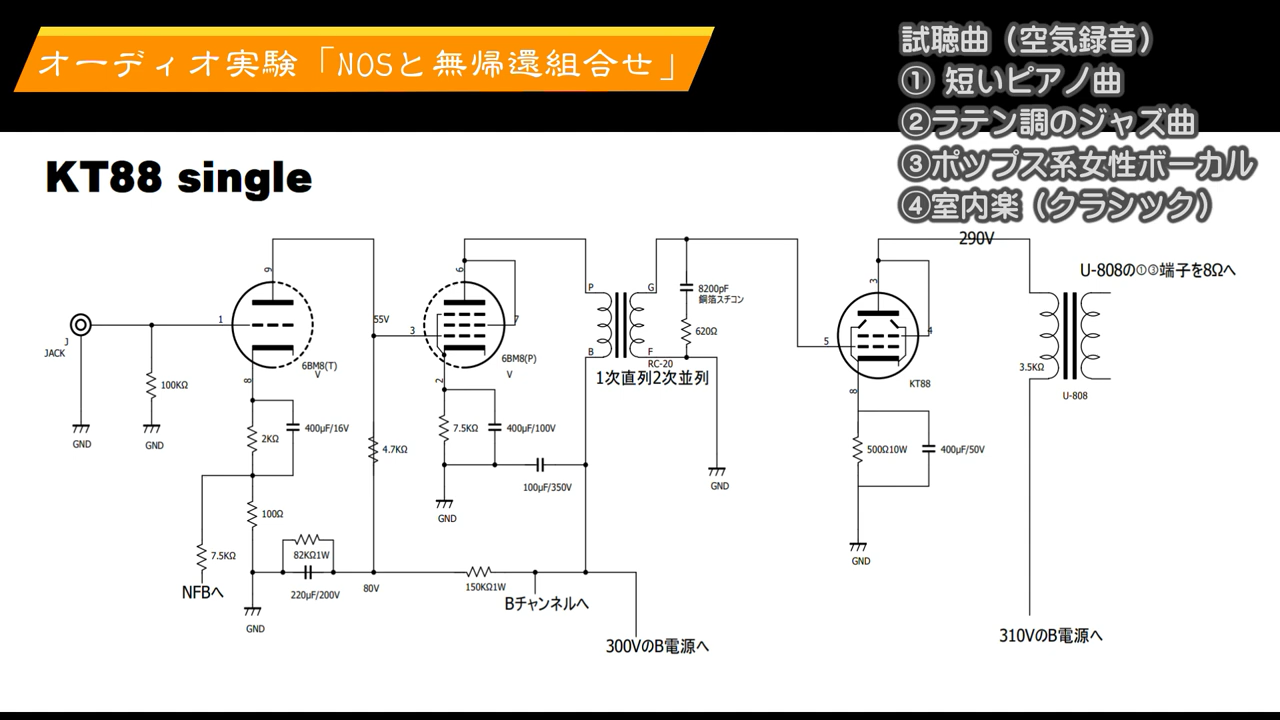 オーディオ実験「NOSと無帰還組合せ」
試聴曲（空気録音）
① 短いピアノ曲
②ラテン調のジャズ曲
③ポップス系女性ボーカル
④室内楽（クラシック）
KT88 single
290V
U-808の①③端子を8Ωへ
J
JACK
100KΩ
GND
GND
1
9
8
6BM8(T)
V
2KΩ
400μF/16V
100Ω
7.5KΩ
NFBへ
GND
82KΩ1W
220μF/200V
55V
4.7KΩ
80V
3
6
7
2
6BM8(P)
V
7.5KΩ
400μF/100V
100μF/350V
GND
150KΩ1W
Bチャンネルへ
300VのB電源へ
P
G
B
F
RC-20
1次直列2次並列
8200pF
銅箔スチコン
620Ω
GND
5
3
4
8
KT88
500Ω10W
400μF/50V
GND
3.5KΩ
U-808
310VのB電源へ